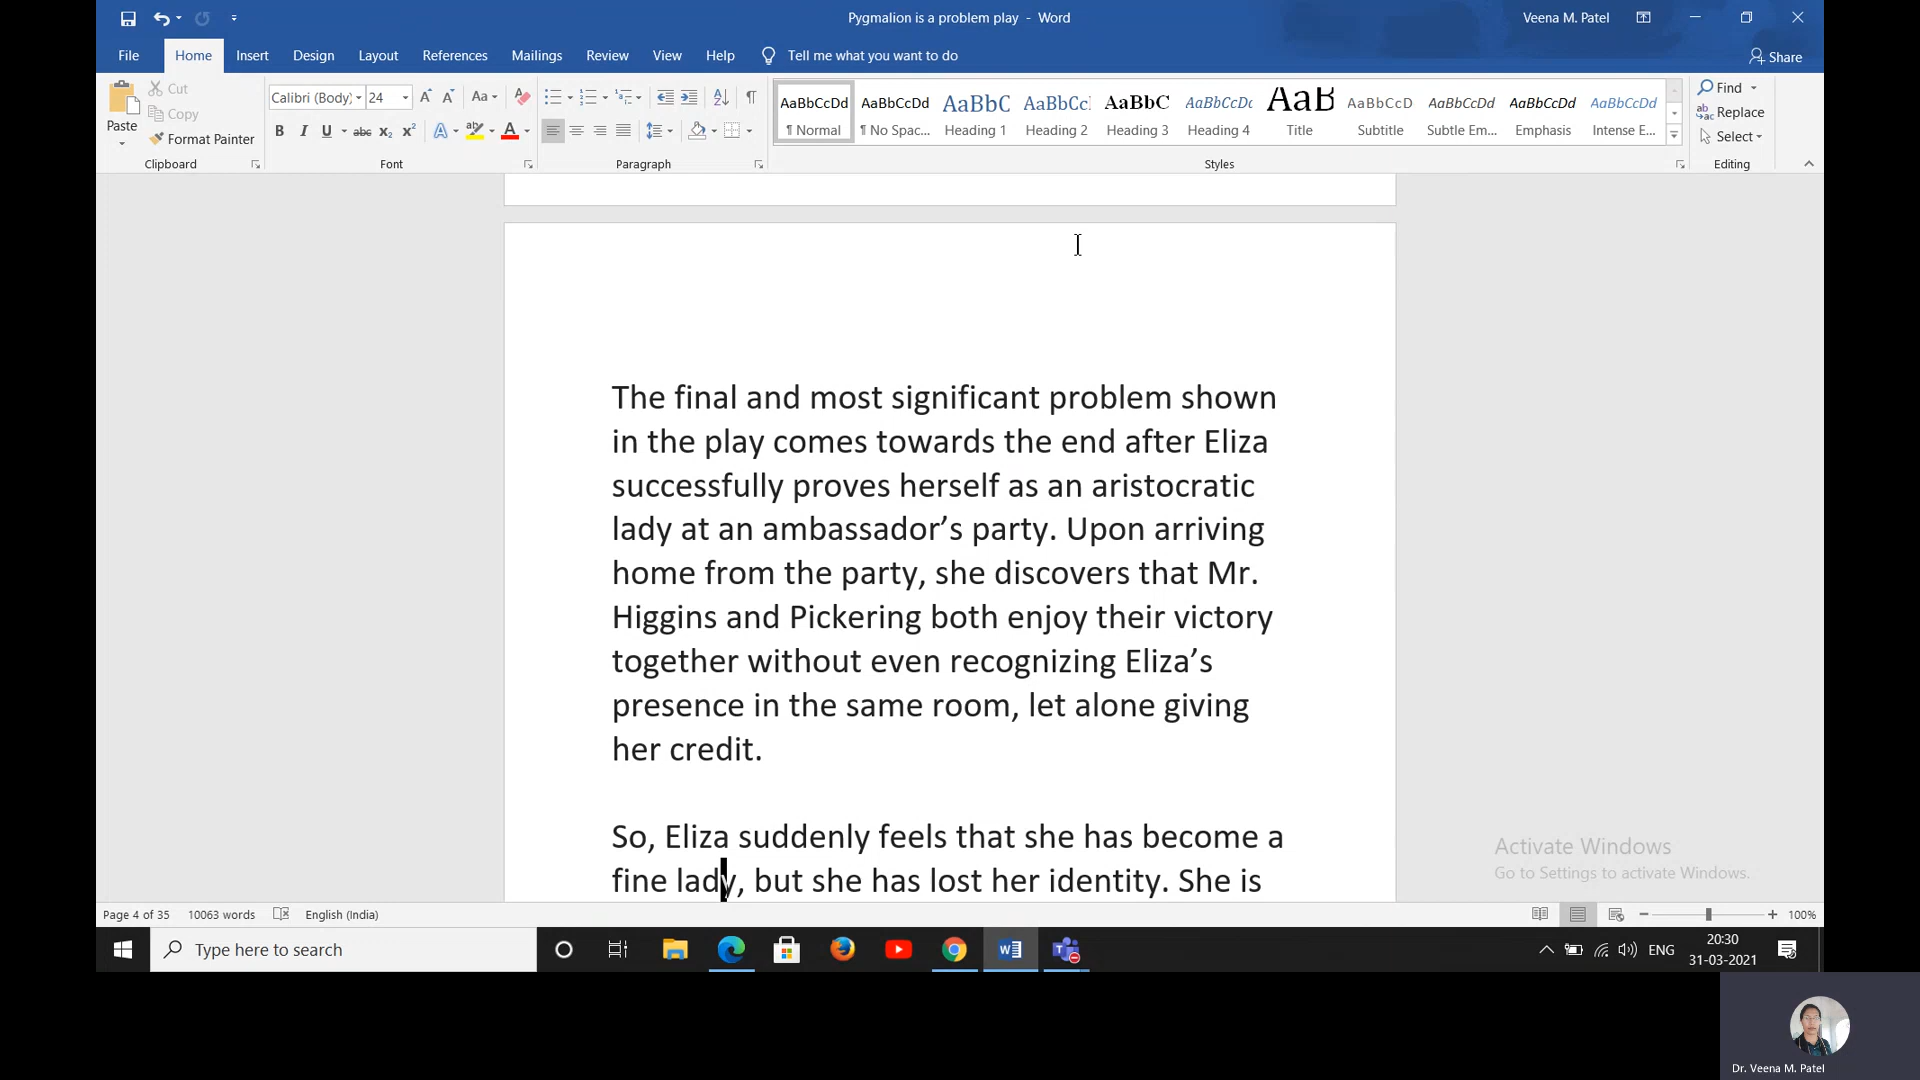 Pygmalion is a problem play - Word
Veena M. Patel
File Home Insert Design Layout References Mailings Review View Help Tell me what you want to do
Share
Paste
Cut
Copy
Format Painter
Clipboard
Calibri (Body) 24
Aa
B I U abc x₂ x² A A
Font
Paragraph
AaBbCcDd AaBbCcDd AaBbC AaBbCc AaBbC AaBbCcDc AaB AaBbCcD AaBbCcDd AaBbCcDd AaBbCcDd
¶ Normal ¶ No Spac... Heading 1 Heading 2 Heading 3 Heading 4 Title Subtitle Subtle Em... Emphasis Intense E...
Styles
Find
Replace
Select
Editing
The final and most significant problem shown
in the play comes towards the end after Eliza
successfully proves herself as an aristocratic
lady at an ambassador’s party. Upon arriving
home from the party, she discovers that Mr.
Higgins and Pickering both enjoy their victory
together without even recognizing Eliza’s
presence in the same room, let alone giving
her credit.
So, Eliza suddenly feels that she has become a
fine lady, but she has lost her identity. She is
Activate Windows
Go to Settings to activate Windows.
Page 4 of 35 10063 words English (India)
100%
Type here to search
ENG
20:30
31-03-2021
Dr. Veena M. Patel